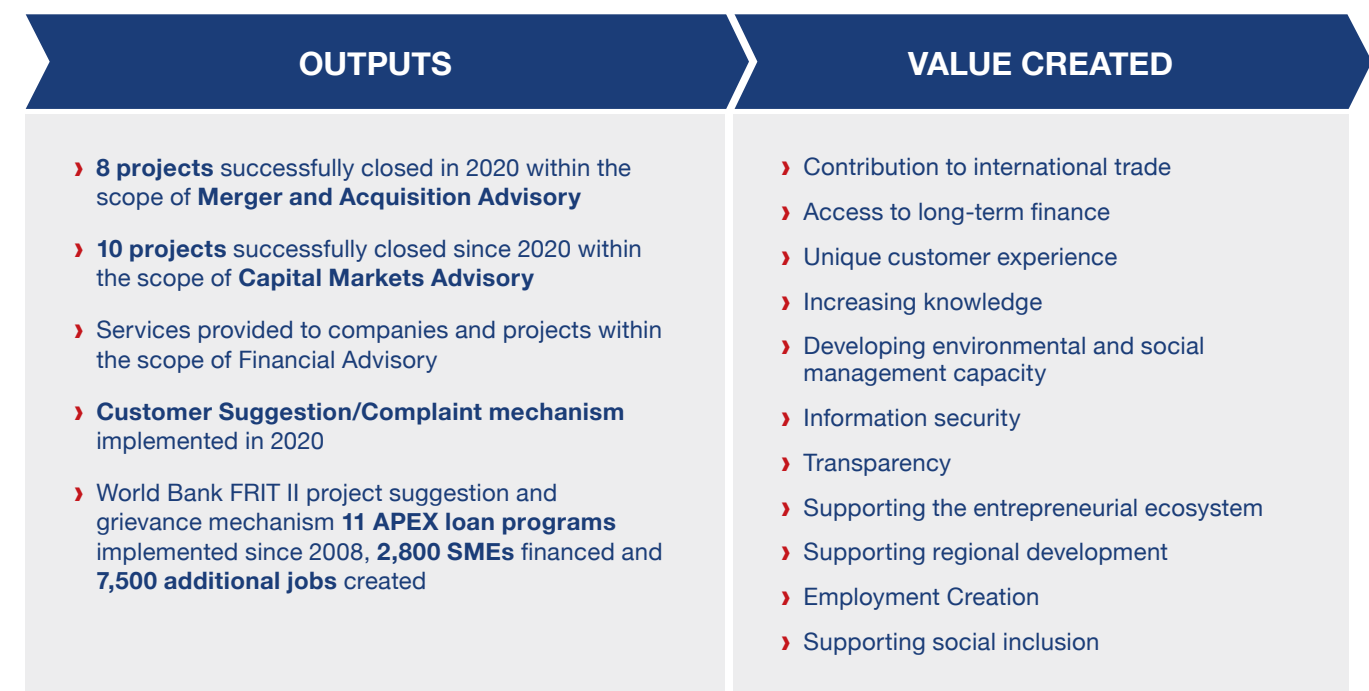 OUTPUTS
8 projects successfully closed in 2020 within the
scope of Merger and Acquisition Advisory
10 projects successfully closed since 2020 within
the scope of Capital Markets Advisory
Services provided to companies and projects within
the scope of Financial Advisory
Customer Suggestion/Complaint mechanism
implemented in 2020
World Bank FRIT II project suggestion and
grievance mechanism 11 APEX loan programs
implemented since 2008, 2,800 SMEs financed and
7,500 additional jobs created
VALUE CREATED
Contribution to international trade
Access to long-term finance
Unique customer experience
Increasing knowledge
Developing environmental and social
management capacity
Information security
Transparency
Supporting the entrepreneurial ecosystem
Supporting regional development
Employment Creation
Supporting social inclusion